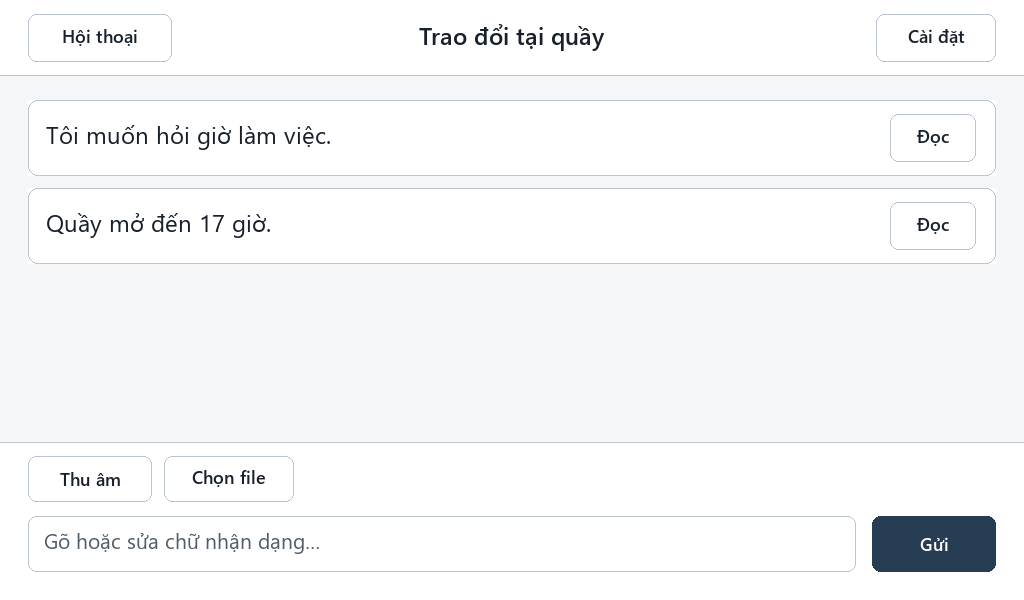 Hội thoại
Trao đổi tại quầy
Cài đặt
Tôi muốn hỏi giờ làm việc.
Đọc
Quầy mở đến 17 giờ.
Đọc
Thu âm
Chọn file
Gõ hoặc sửa chữ nhận dạng...
Gửi